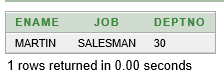 ENAME JOB DEPTNO
MARTIN SALESMAN 30
1 rows returned in 0.00 seconds